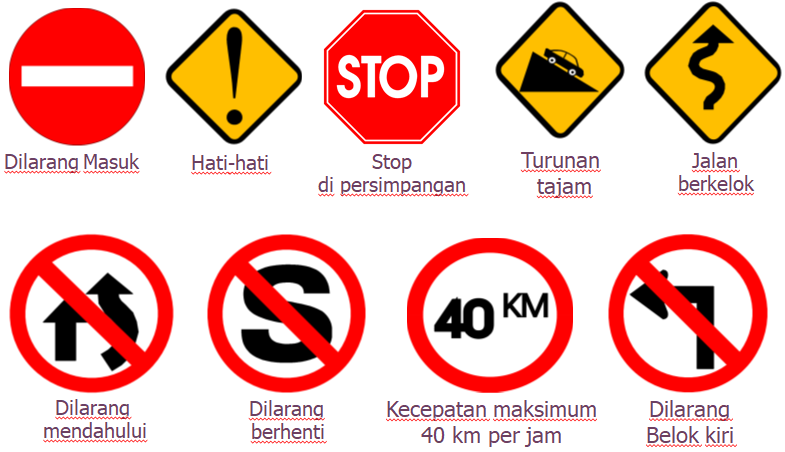 STOP
Dilarang Masuk
Hati-hati
Stop
di persimpangan
Turunan
tajam
Jalan
berkelok
S
40 KM
Dilarang
mendahului
Dilarang
berhenti
Kecepatan maksimum
40 km per jam
Dilarang
Belok kiri